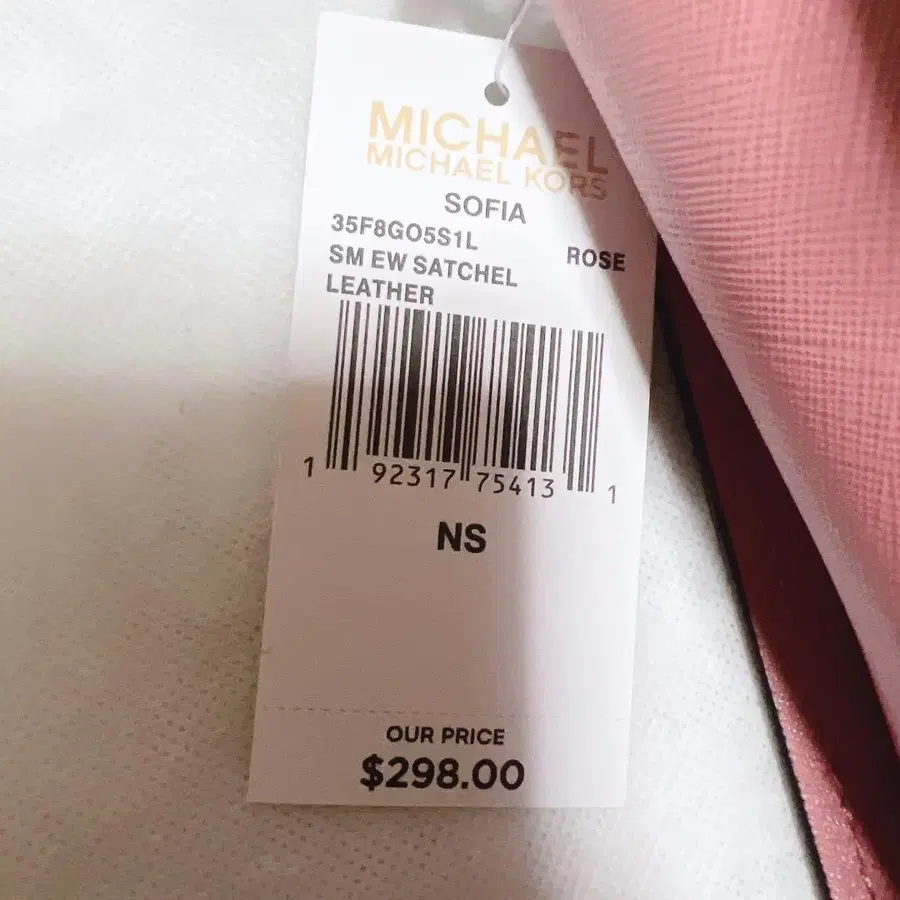 MICHAEL
MICHAEL KORS
SOFIA
35F8GO5S1L ROSE
SM EW SATCHEL
LEATHER
1 92317 75413 1
NS
OUR PRICE
$298.00